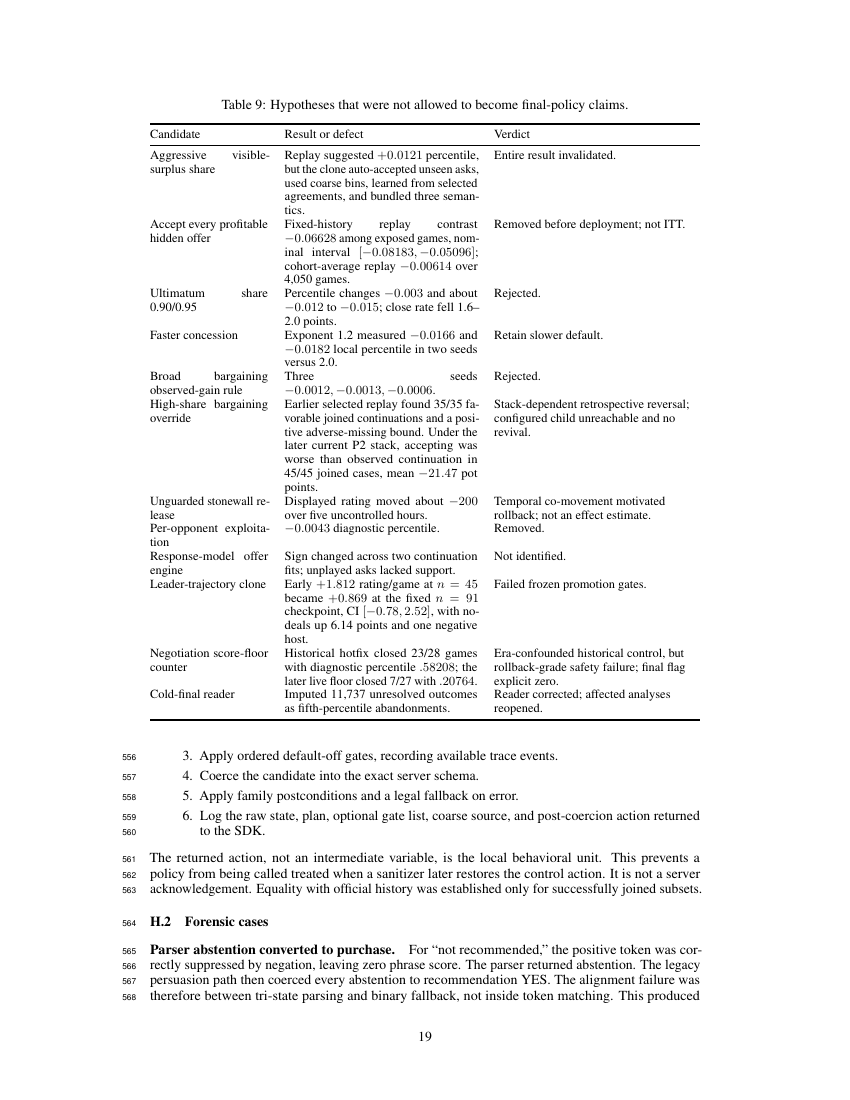 Table 9: Hypotheses that were not allowed to become final-policy claims.
Candidate Result or defect Verdict
Aggressive visible- Replay suggested +0.0121 percentile, Entire result invalidated.
surplus share but the clone auto-accepted unseen asks,
used coarse bins, learned from selected
agreements, and bundled three seman-
tics.
Accept every profitable Fixed-history replay contrast Removed before deployment; not ITT.
hidden offer −0.06628 among exposed games, nom-
inal interval [−0.08183, −0.05096];
cohort-average replay −0.00614 over
4,050 games.
Ultimatum share Percentile changes −0.003 and about Rejected.
0.90/0.95 −0.012 to −0.015; close rate fell 1.6–
2.0 points.
Faster concession Exponent 1.2 measured −0.0166 and Retain slower default.
−0.0182 local percentile in two seeds
versus 2.0.
Broad bargaining Three seeds Rejected.
observed-gain rule −0.0012, −0.0013, −0.0006.
High-share bargaining Earlier selected replay found 35/35 fa- Stack-dependent retrospective reversal;
override vorable joined continuations and a posi- configured child unreachable and no
tive adverse-missing bound. Under the revival.
later current P2 stack, accepting was
worse than observed continuation in
45/45 joined cases, mean −21.47 pot
points.
Unguarded stonewall re- Displayed rating moved about −200 Temporal co-movement motivated
lease over five uncontrolled hours. rollback; not an effect estimate.
Per-opponent exploita- −0.0043 diagnostic percentile. Removed.
tion
Response-model offer Sign changed across two continuation Not identified.
engine fits; unplayed asks lacked support.
Leader-trajectory clone Early +1.812 rating/game at n = 45 Failed frozen promotion gates.
became +0.869 at the fixed n = 91
checkpoint, CI [−0.78, 2.52], with no-
deals up 6.14 points and one negative
host.
Negotiation score-floor Historical hotfix closed 23/28 games Era-confounded historical control, but
counter with diagnostic percentile .58208; the rollback-grade safety failure; final flag
later live floor closed 7/27 with .20764. explicit zero.
Cold-final reader Imputed 11,737 unresolved outcomes Reader corrected; affected analyses
as fifth-percentile abandonments. reopened.
556 3. Apply ordered default-off gates, recording available trace events.
557 4. Coerce the candidate into the exact server schema.
558 5. Apply family postconditions and a legal fallback on error.
559 6. Log the raw state, plan, optional gate list, coarse source, and post-coercion action returned
560 to the SDK.
561 The returned action, not an intermediate variable, is the local behavioral unit. This prevents a
562 policy from being called treated when a sanitizer later restores the control action. It is not a server
563 acknowledgement. Equality with official history was established only for successfully joined subsets.
564 H.2 Forensic cases
565 Parser abstention converted to purchase. For “not recommended,” the positive token was cor-
566 rectly suppressed by negation, leaving zero phrase score. The parser returned abstention. The legacy
567 persuasion path then coerced every abstention to recommendation YES. The alignment failure was
568 therefore between tri-state parsing and binary fallback, not inside token matching. This produced
19